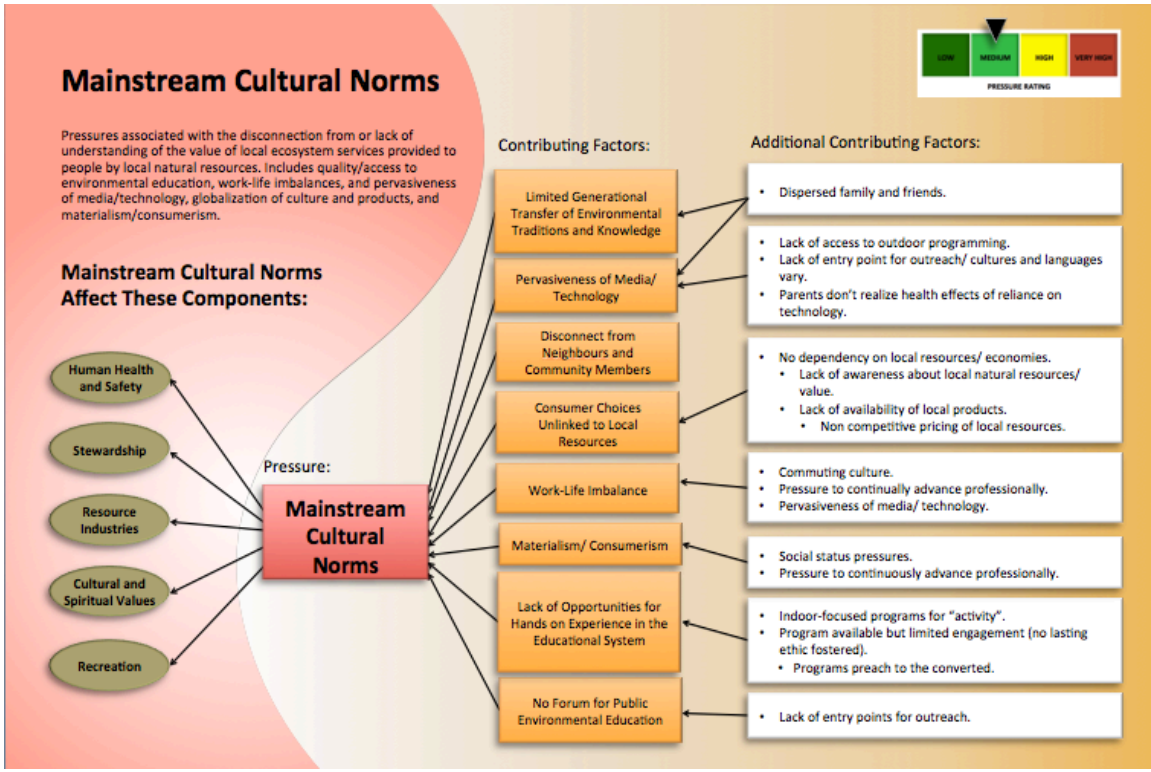 Mainstream Cultural Norms
Pressures associated with the disconnection from or lack of
understanding of the value of local ecosystem services provided to
people by local natural resources. Includes quality/access to
environmental education, work-life imbalances, and pervasiveness
of media/technology, globalization of culture and products, and
materialism/consumerism.
Mainstream Cultural Norms
Affect These Components:
Human Health
and Safety
Stewardship
Resource
Industries
Cultural and
Spiritual Values
Recreation
Pressure:
Mainstream
Cultural
Norms
Contributing Factors:
Limited Generational
Transfer of Environmental
Traditions and Knowledge
Pervasiveness of Media/
Technology
Disconnect from
Neighbours and
Community Members
Consumer Choices
Unlinked to Local
Resources
Work-Life Imbalance
Materialism/ Consumerism
Lack of Opportunities for
Hands on Experience in the
Educational System
No Forum for Public
Environmental Education
LOW
MEDIUM
HIGH
VERY HIGH
PRESSURE RATING
Additional Contributing Factors:
• Dispersed family and friends.
• Lack of access to outdoor programming.
• Lack of entry point for outreach/ cultures and languages
vary.
• Parents don't realize health effects of reliance on
technology.
• No dependency on local resources/ economies.
• Lack of awareness about local natural resources/
value.
• Lack of availability of local products.
• Non competitive pricing of local resources.
• Commuting culture.
• Pressure to continually advance professionally.
• Pervasiveness of media/ technology.
• Social status pressures.
• Pressure to continuously advance professionally.
• Indoor-focused programs for "activity".
• Program available but limited engagement (no lasting
ethic fostered).
• Programs preach to the converted.
• Lack of entry points for outreach.